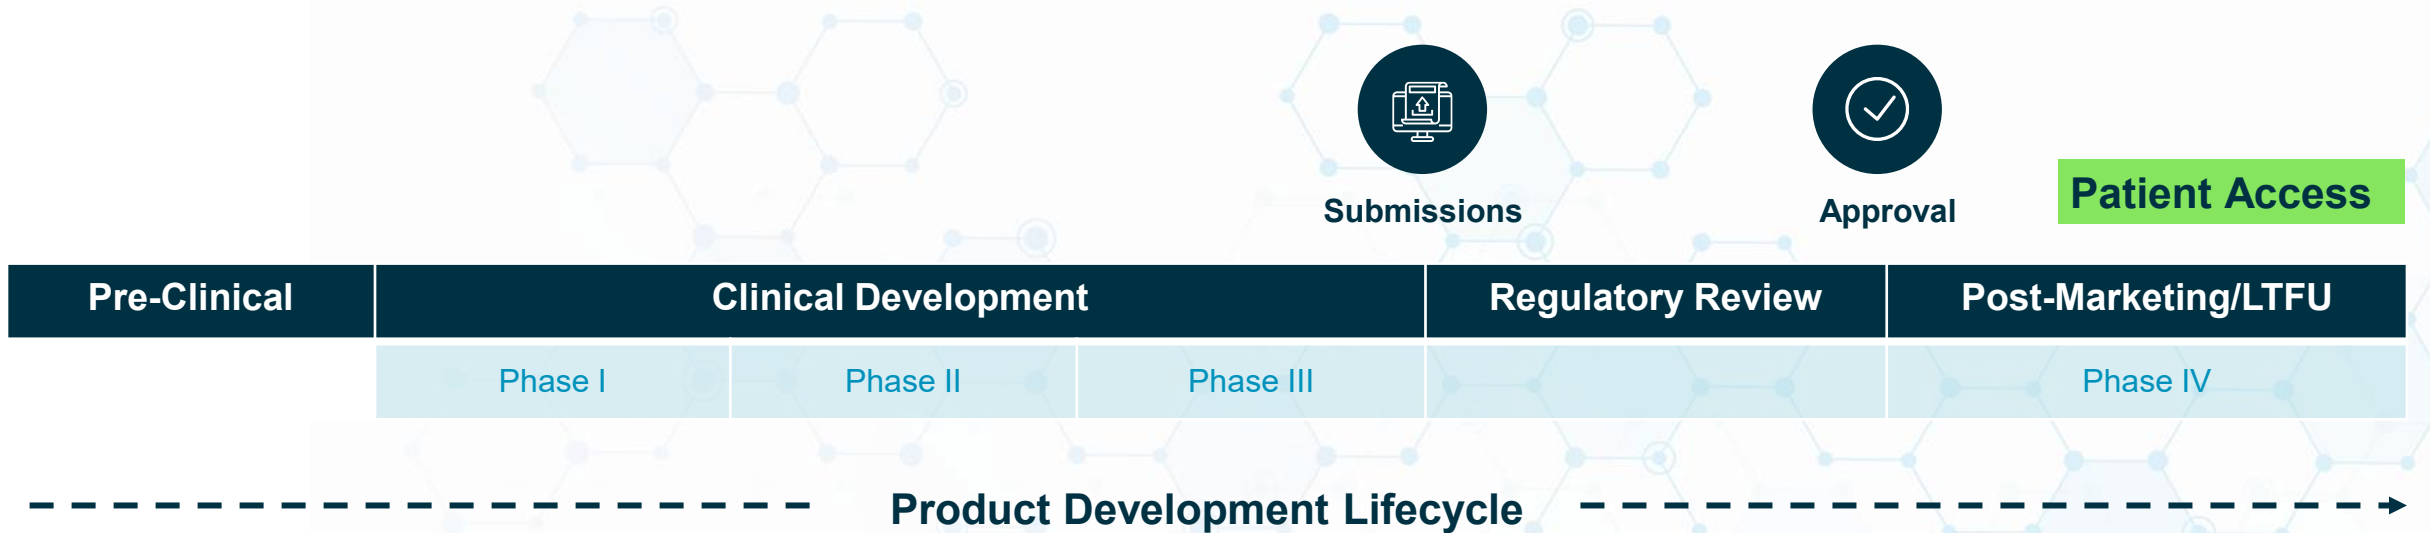 Submissions
Approval
Patient Access
Pre-Clinical
Clinical Development
Regulatory Review
Post-Marketing/LTFU
Phase I
Phase II
Phase III
Phase IV
Product Development Lifecycle